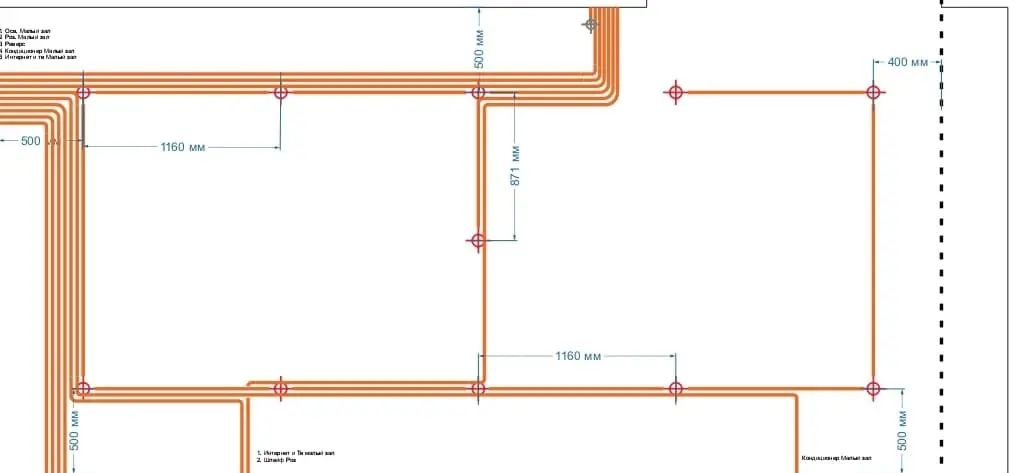 1 Осв. Малый зал
2 Роз. Малый зал
3 Реверс
4 Кондиционер Малый зал
5 Интернет и тв Малый зал
500 мм
400 мм
500 мм
1160 мм
871 мм
1160 мм
500 мм
500 мм
1. Интернет и Тв малый зал
2. Шлейф Роз
Кондиционер Малый зал